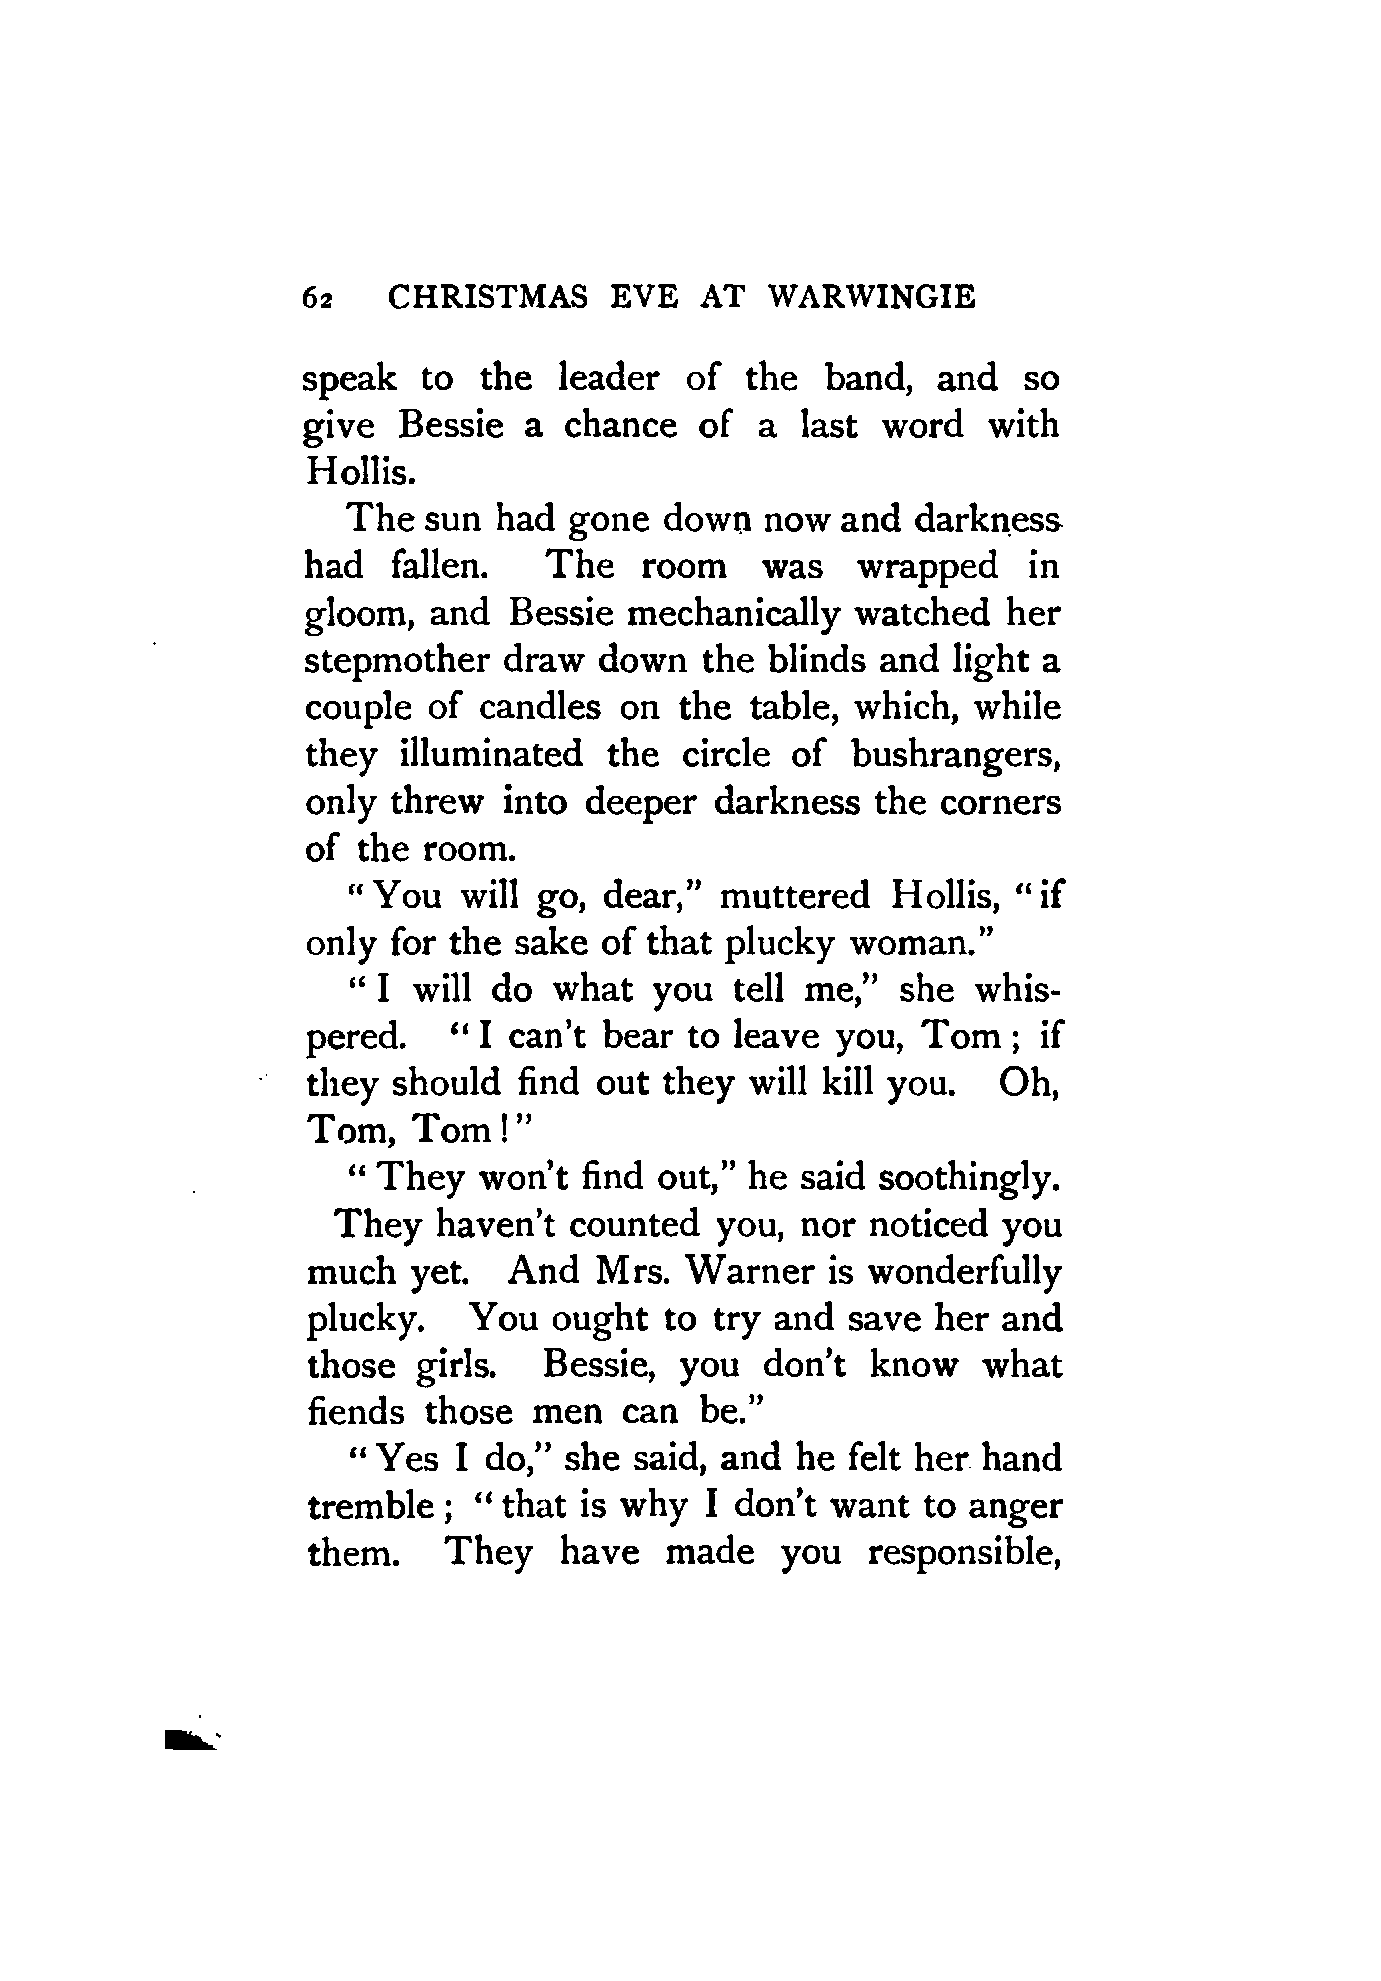 62 CHRISTMAS EVE AT WARWINGIE
speak to the leader of the band, and so
give Bessie a chance of a last word with
Hollis.
The sun had gone down now and darkness
had fallen. The room was wrapped in
gloom, and Bessie mechanically watched her
stepmother draw down the blinds and light a
couple of candles on the table, which, while
they illuminated the circle of bushrangers,
only threw into deeper darkness the corners
of the room.
“You will go, dear,” muttered Hollis, “if
only for the sake of that plucky woman.”
“I will do what you tell me,” she whis-
pered. “I can't bear to leave you, Tom; if
they should find out they will kill you. Oh,
Tom, Tom!”
“They won't find out,” he said soothingly.
They haven't counted you, nor noticed you
much yet. And Mrs. Warner is wonderfully
plucky. You ought to try and save her and
those girls. Bessie, you don't know what
fiends those men can be.”
“Yes I do,” she said, and he felt her hand
tremble; “that is why I don't want to anger
them. They have made you responsible,